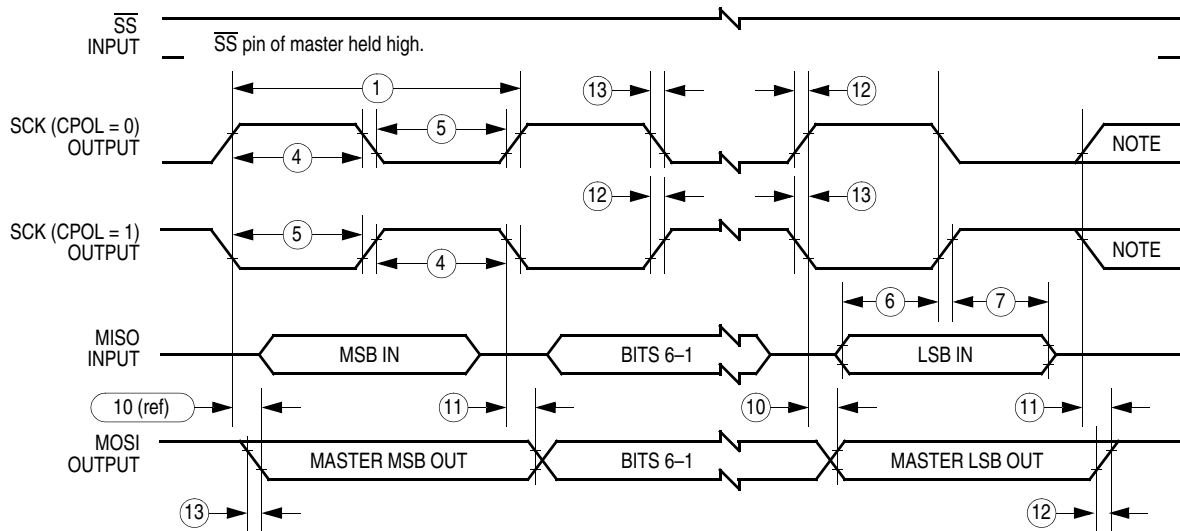 SS
INPUT
SS pin of master held high.
1
13
12
SCK (CPOL = 0)
OUTPUT
5
4
NOTE
12
13
SCK (CPOL = 1)
OUTPUT
5
4
NOTE
6
7
MISO
INPUT
MSB IN
BITS 6–1
LSB IN
10 (ref)
11
10
11
MOSI
OUTPUT
MASTER MSB OUT
BITS 6–1
MASTER LSB OUT
13
12